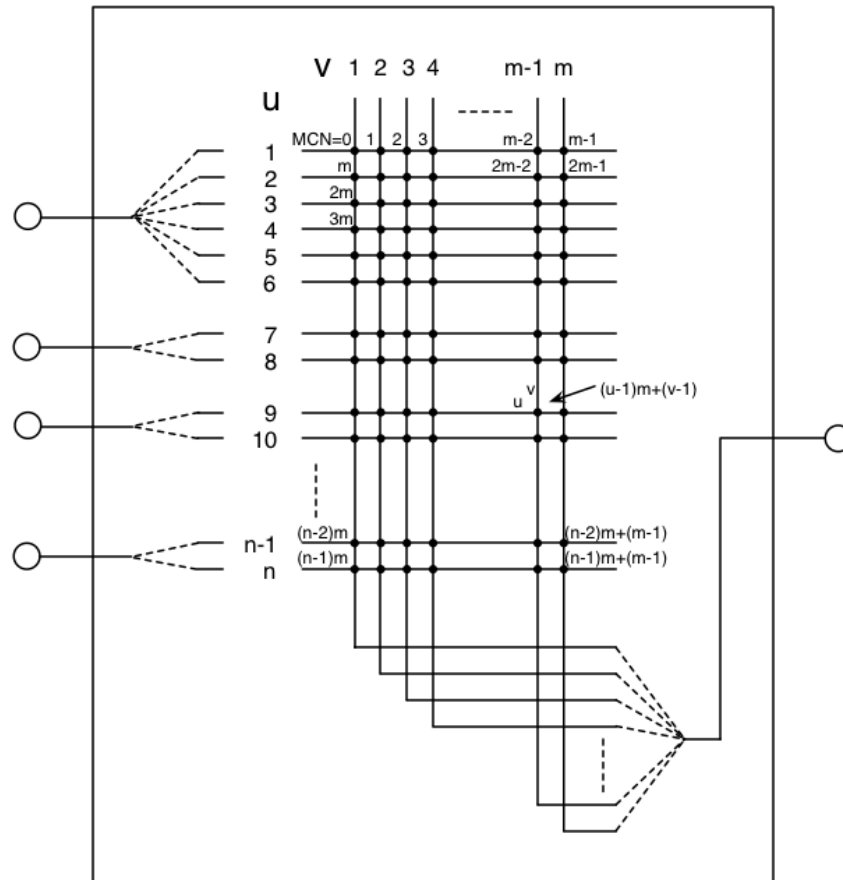 v 1 2 3 4 m-1 m
u
MCN=0 1 2 3 m-2 m-1
1
m 2m-2 2m-1
2
2m
3
3m
4
5
6
7
8
v
u (u-1)m+(v-1)
9
10
(n-2)m (n-2)m+(m-1)
n-1
(n-1)m (n-1)m+(m-1)
n